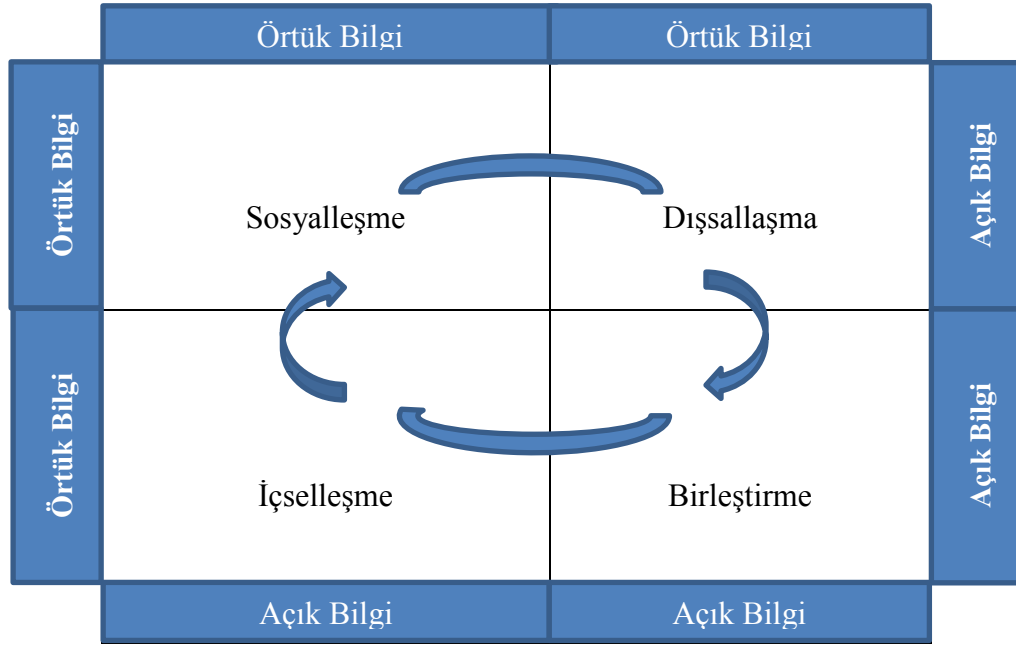 Örtük Bilgi
Örtük Bilgi
Örtük Bilgi
Sosyalleşme
Dışsallaşma
Açık Bilgi
Örtük Bilgi
İçselleşme
Birleştirme
Açık Bilgi
Açık Bilgi
Açık Bilgi